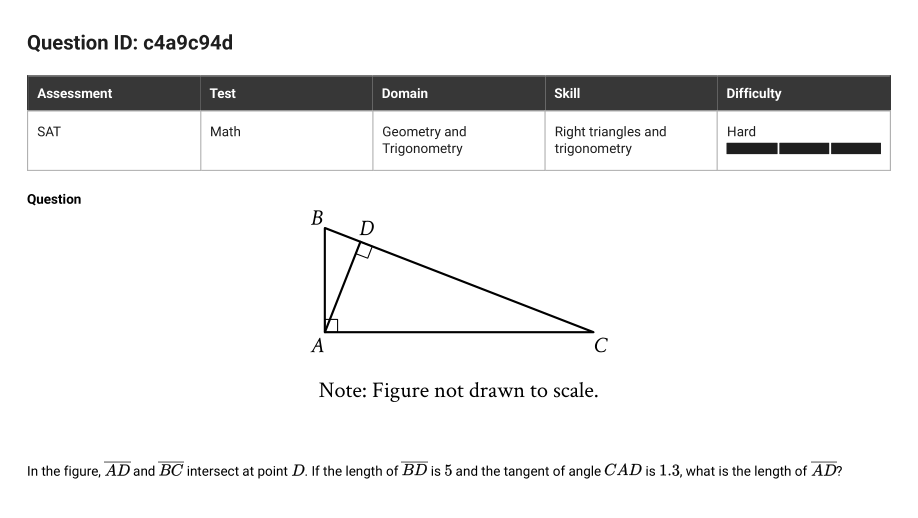 Question ID: c4a9c94d
Assessment Test Domain Skill Difficulty
SAT Math Geometry and Trigonometry Right triangles and trigonometry Hard
Question
B
D
A
C
Note: Figure not drawn to scale.
In the figure, AD and BC intersect at point D. If the length of BD is 5 and the tangent of angle CAD is 1.3, what is the length of AD?